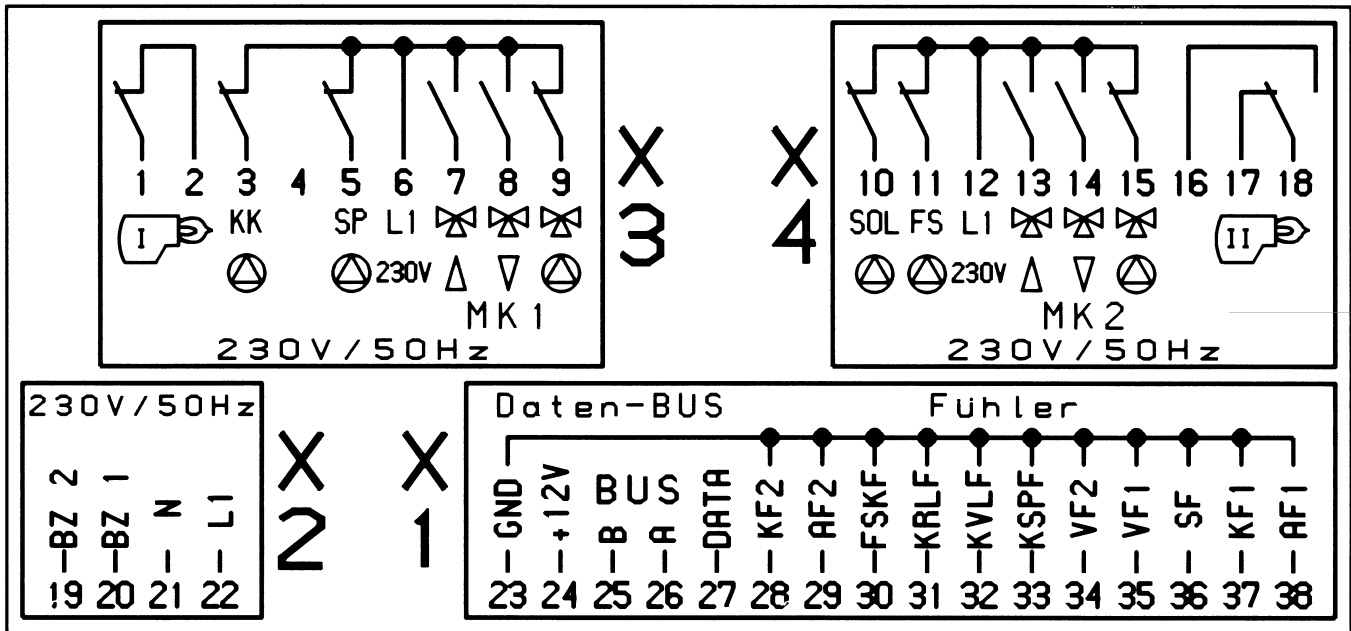 1 2 3 4 5 6 7 8 9
I KK SP L1
230V
MK1
230V/50Hz
X3
X4
10 11 12 13 14 15 16 17 18
SOL FS L1 II
230V
MK2
230V/50Hz
230V/50Hz
BZ 2 BZ 1 N L1
19 20 21 22
X2
X1
Daten-BUS Fühler
BUS
GND +12V B A DATA KF2 AF2 FSKF KRLF KVLF KSPF VF2 VF1 SF KF1 AF1
23 24 25 26 27 28 29 30 31 32 33 34 35 36 37 38